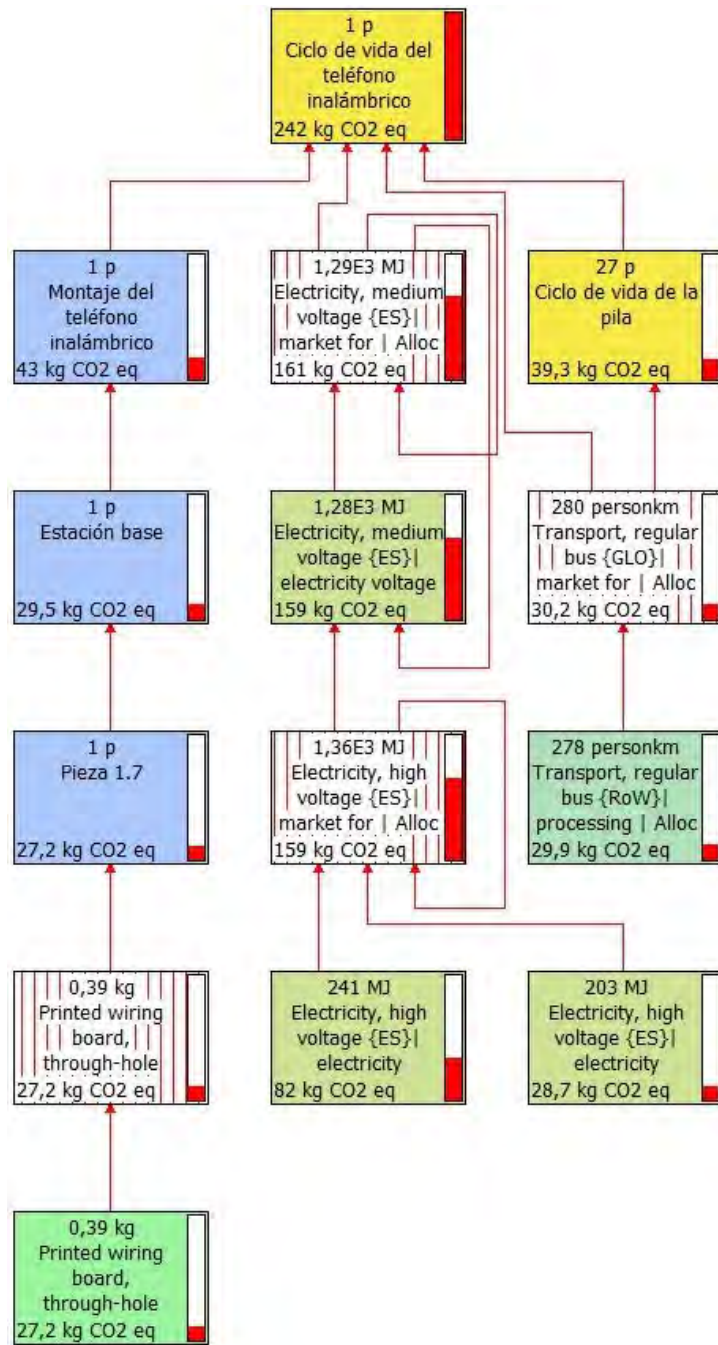 1 p
Ciclo de vida del
teléfono
inalámbrico
242 kg CO2 eq
1 p
Montaje del
teléfono
inalámbrico
43 kg CO2 eq
1,29E3 MJ
Electricity, medium
voltage {ES}|
market for | Alloc
161 kg CO2 eq
27 p
Ciclo de vida de la
pila
39,3 kg CO2 eq
1 p
Estación base
29,5 kg CO2 eq
1,28E3 MJ
Electricity, medium
voltage {ES}|
electricity voltage
159 kg CO2 eq
280 personkm
Transport, regular
bus {GLO}|
market for | Alloc
30,2 kg CO2 eq
1 p
Pieza 1.7
27,2 kg CO2 eq
1,36E3 MJ
Electricity, high
voltage {ES}|
market for | Alloc
159 kg CO2 eq
278 personkm
Transport, regular
bus {RoW}|
processing | Alloc
29,9 kg CO2 eq
0,39 kg
Printed wiring
board,
through-hole
27,2 kg CO2 eq
241 MJ
Electricity, high
voltage {ES}|
electricity
82 kg CO2 eq
203 MJ
Electricity, high
voltage {ES}|
electricity
28,7 kg CO2 eq
0,39 kg
Printed wiring
board,
through-hole
27,2 kg CO2 eq